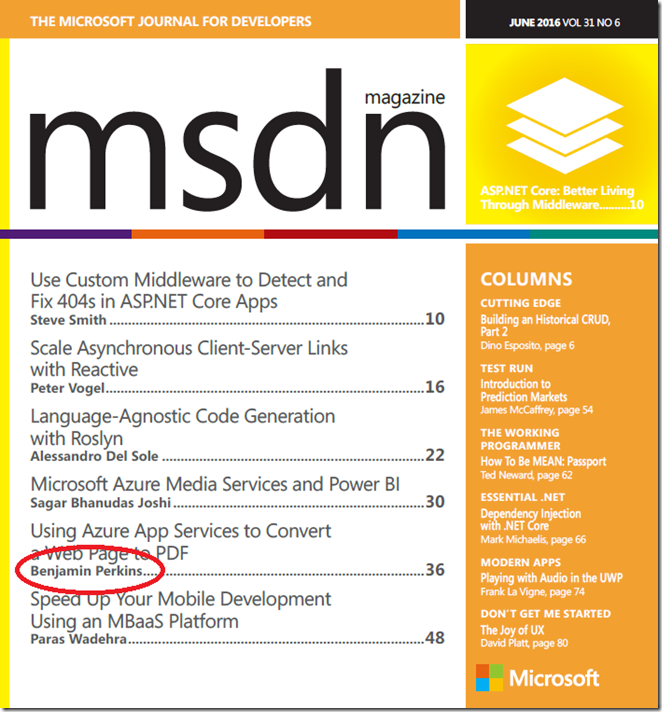 THE MICROSOFT JOURNAL FOR DEVELOPERS
JUNE 2016 VOL 31 NO 6
magazine
msdn
ASP.NET Core: Better Living
Through Middleware..........10
Use Custom Middleware to Detect and
Fix 404s in ASP.NET Core Apps
Steve Smith ........................................................................10
Scale Asynchronous Client-Server Links
with Reactive
Peter Vogel.........................................................................16
Language-Agnostic Code Generation
with Roslyn
Alessandro Del Sole ............................................................22
Microsoft Azure Media Services and Power BI
Sagar Bhanudas Joshi .........................................................30
Using Azure App Services to Convert
a Web Page to PDF
Benjamin Perkins................................................................36
Speed Up Your Mobile Development
Using an MBaaS Platform
Paras Wadehra....................................................................48
COLUMNS
CUTTING EDGE
Building an Historical CRUD,
Part 2
Dino Esposito, page 6
TEST RUN
Introduction to
Prediction Markets
James McCaffrey, page 54
THE WORKING
PROGRAMMER
How To Be MEAN: Passport
Ted Neward, page 62
ESSENTIAL .NET
Dependency Injection
with .NET Core
Mark Michaelis, page 66
MODERN APPS
Playing with Audio in the UWP
Frank La Vigne, page 74
DON'T GET ME STARTED
The Joy of UX
David Platt, page 80
Microsoft